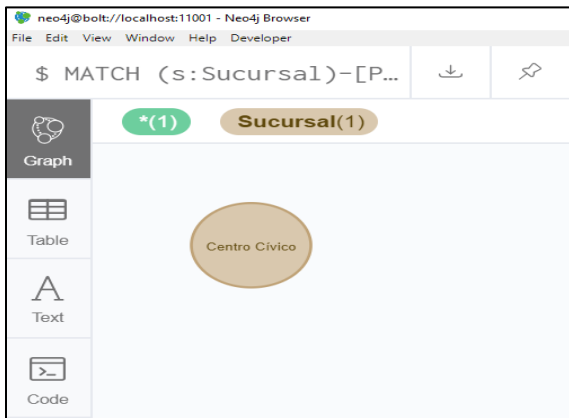 neo4j@bolt://localhost:11001 - Neo4j Browser
File Edit View Window Help Developer
$ MATCH (s:Sucursal)-[P…
*(1) Sucursal(1)
Graph
Centro Cívico
Table
Text
Code